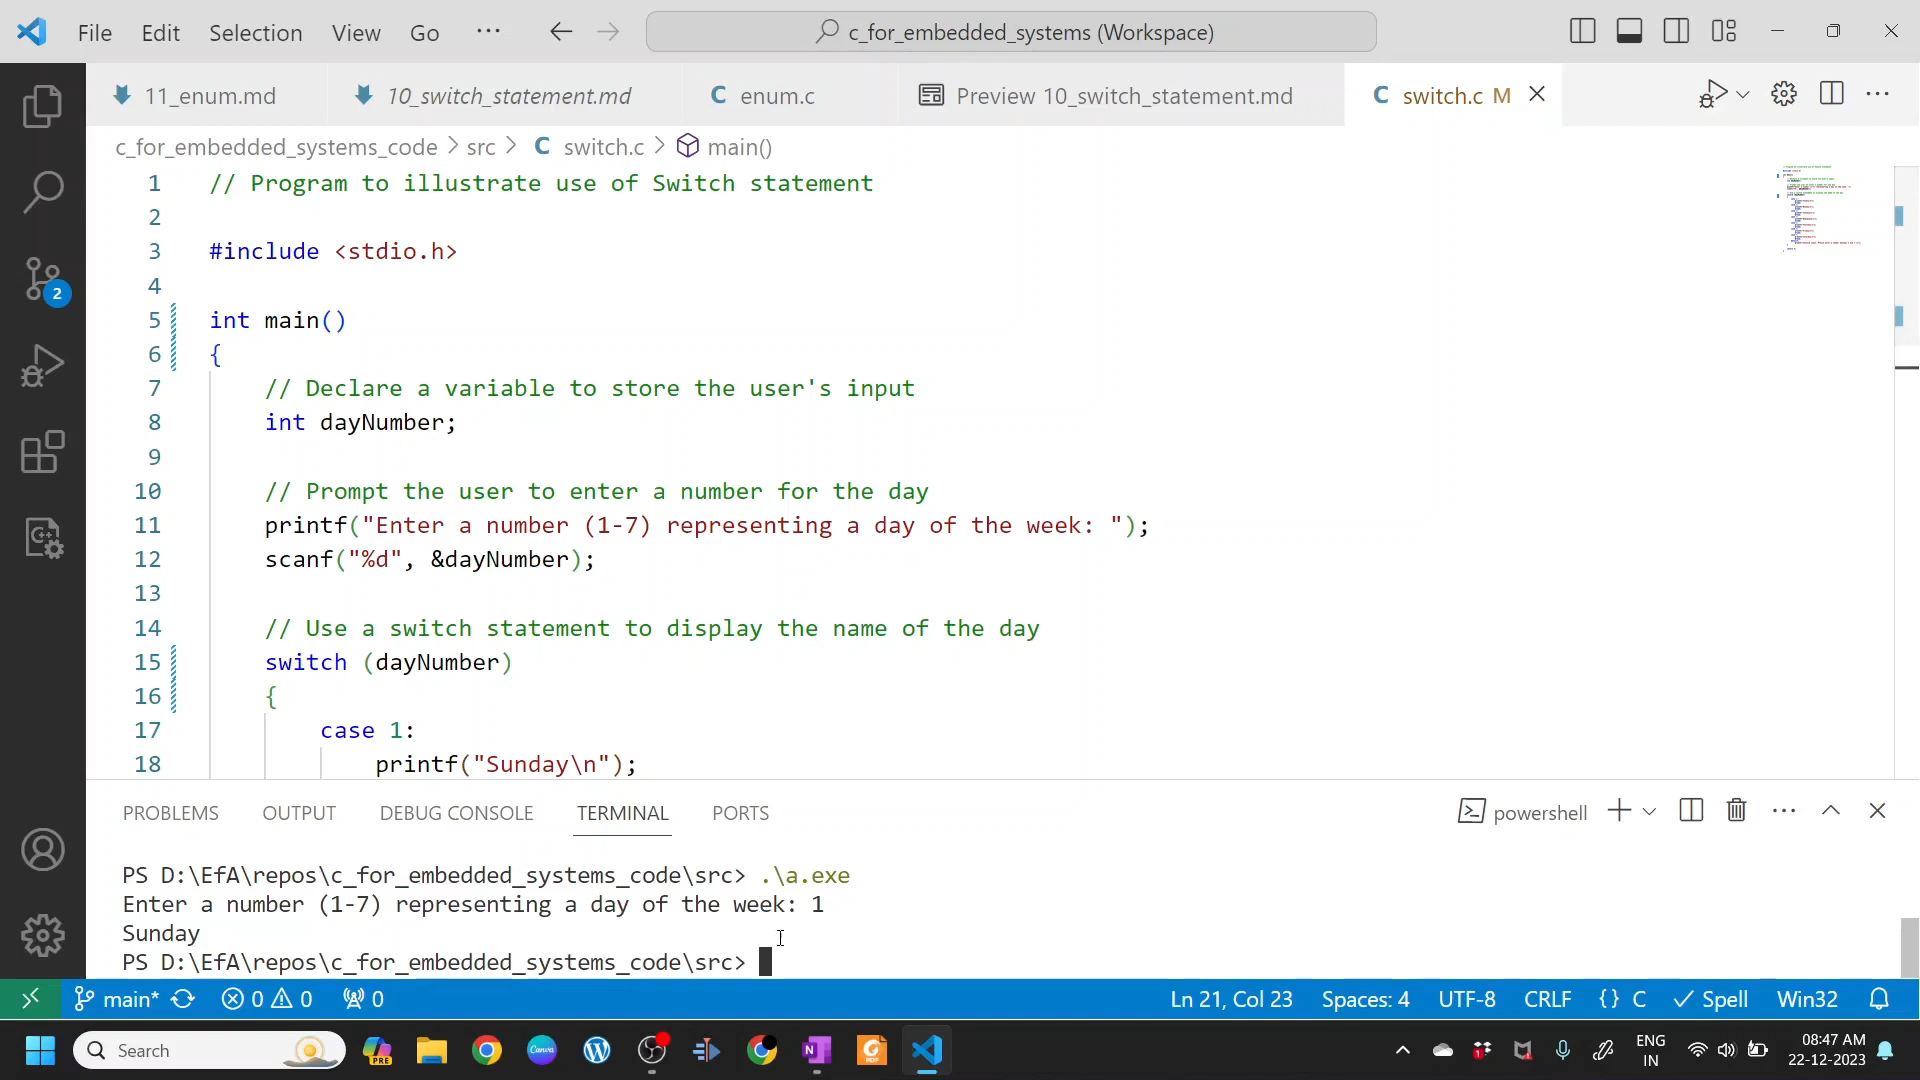 File Edit Selection View Go ··· c_for_embedded_systems (Workspace)
11_enum.md 10_switch_statement.md C enum.c Preview 10_switch_statement.md C switch.c M
c_for_embedded_systems_code > src > C switch.c > main()
1 // Program to illustrate use of Switch statement
2
3 #include <stdio.h>
4
5 int main()
6 {
7 // Declare a variable to store the user's input
8 int dayNumber;
9
10 // Prompt the user to enter a number for the day
11 printf("Enter a number (1-7) representing a day of the week: ");
12 scanf("%d", &dayNumber);
13
14 // Use a switch statement to display the name of the day
15 switch (dayNumber)
16 {
17 case 1:
18 printf("Sunday\n");
2
PROBLEMS OUTPUT DEBUG CONSOLE TERMINAL PORTS powershell
PS D:\EfA\repos\c_for_embedded_systems_code\src> .\a.exe
Enter a number (1-7) representing a day of the week: 1
Sunday
PS D:\EfA\repos\c_for_embedded_systems_code\src>
main* 0 0 0 Ln 21, Col 23 Spaces: 4 UTF-8 CRLF {} C Spell Win32
Search PRE Canva N PDF 1 ENG 08:47 AM
IN 22-12-2023